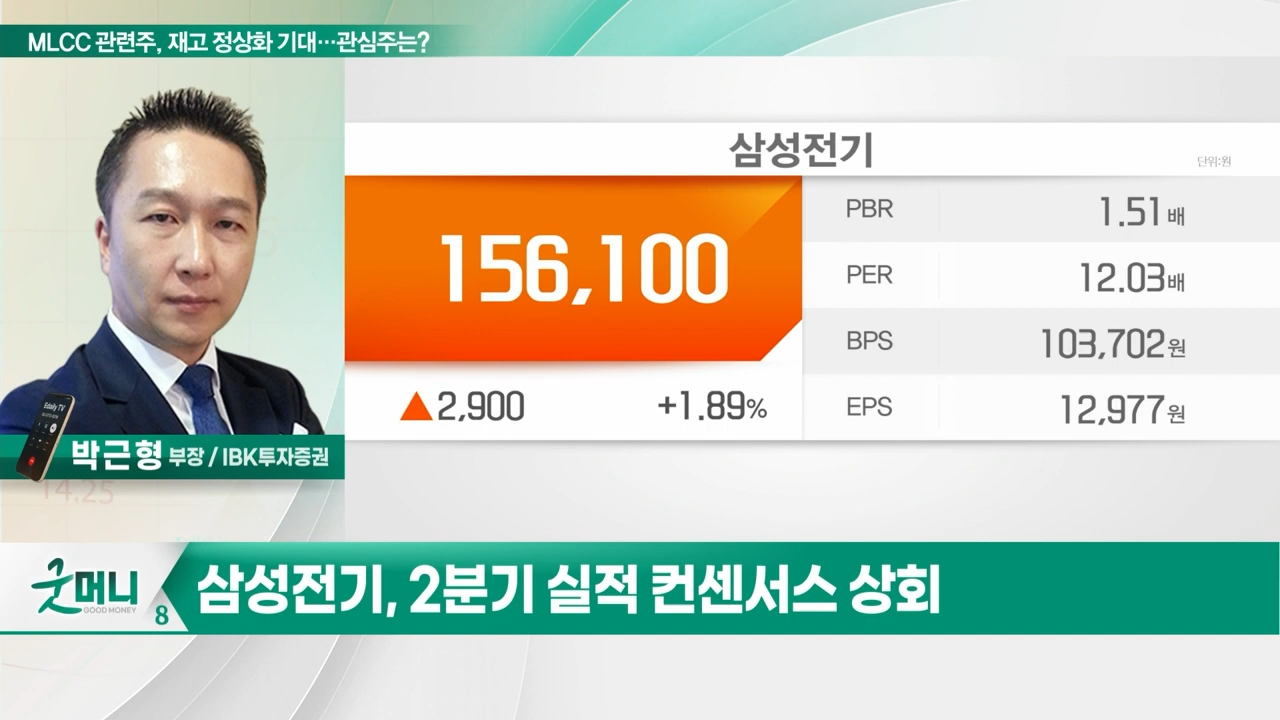 MLCC 관련주, 재고 정상화 기대…관심주는?
삼성전기
단위:원
156,100
▲2,900 +1.89%
PBR 1.51배
PER 12.03배
BPS 103,702원
EPS 12,977원
Edaily TV
박근형 부장 / IBK투자증권
14.25
굿머니
GOOD MONEY
8
삼성전기, 2분기 실적 컨센서스 상회